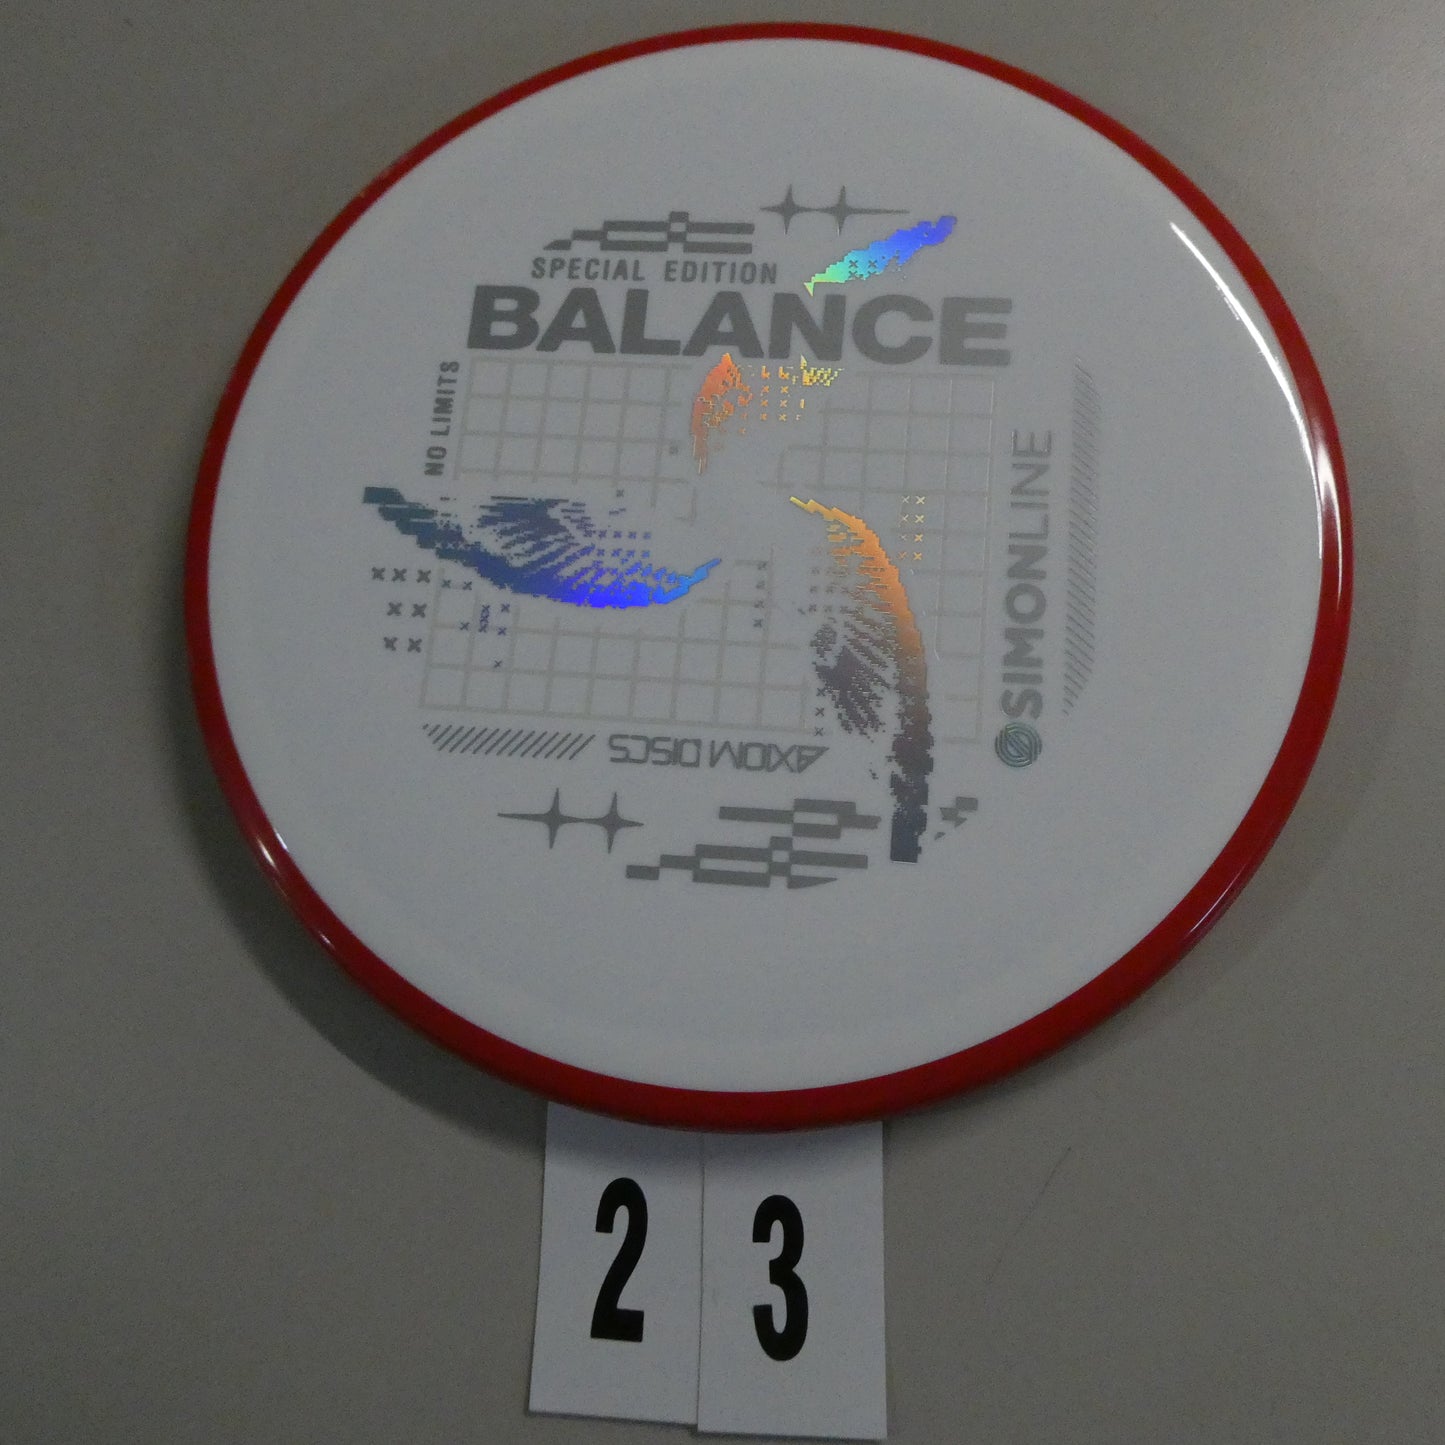 SPECIAL EDITION
BALANCE
NO LIMITS
SIMONLINE
AXIOM DISCS
2 3